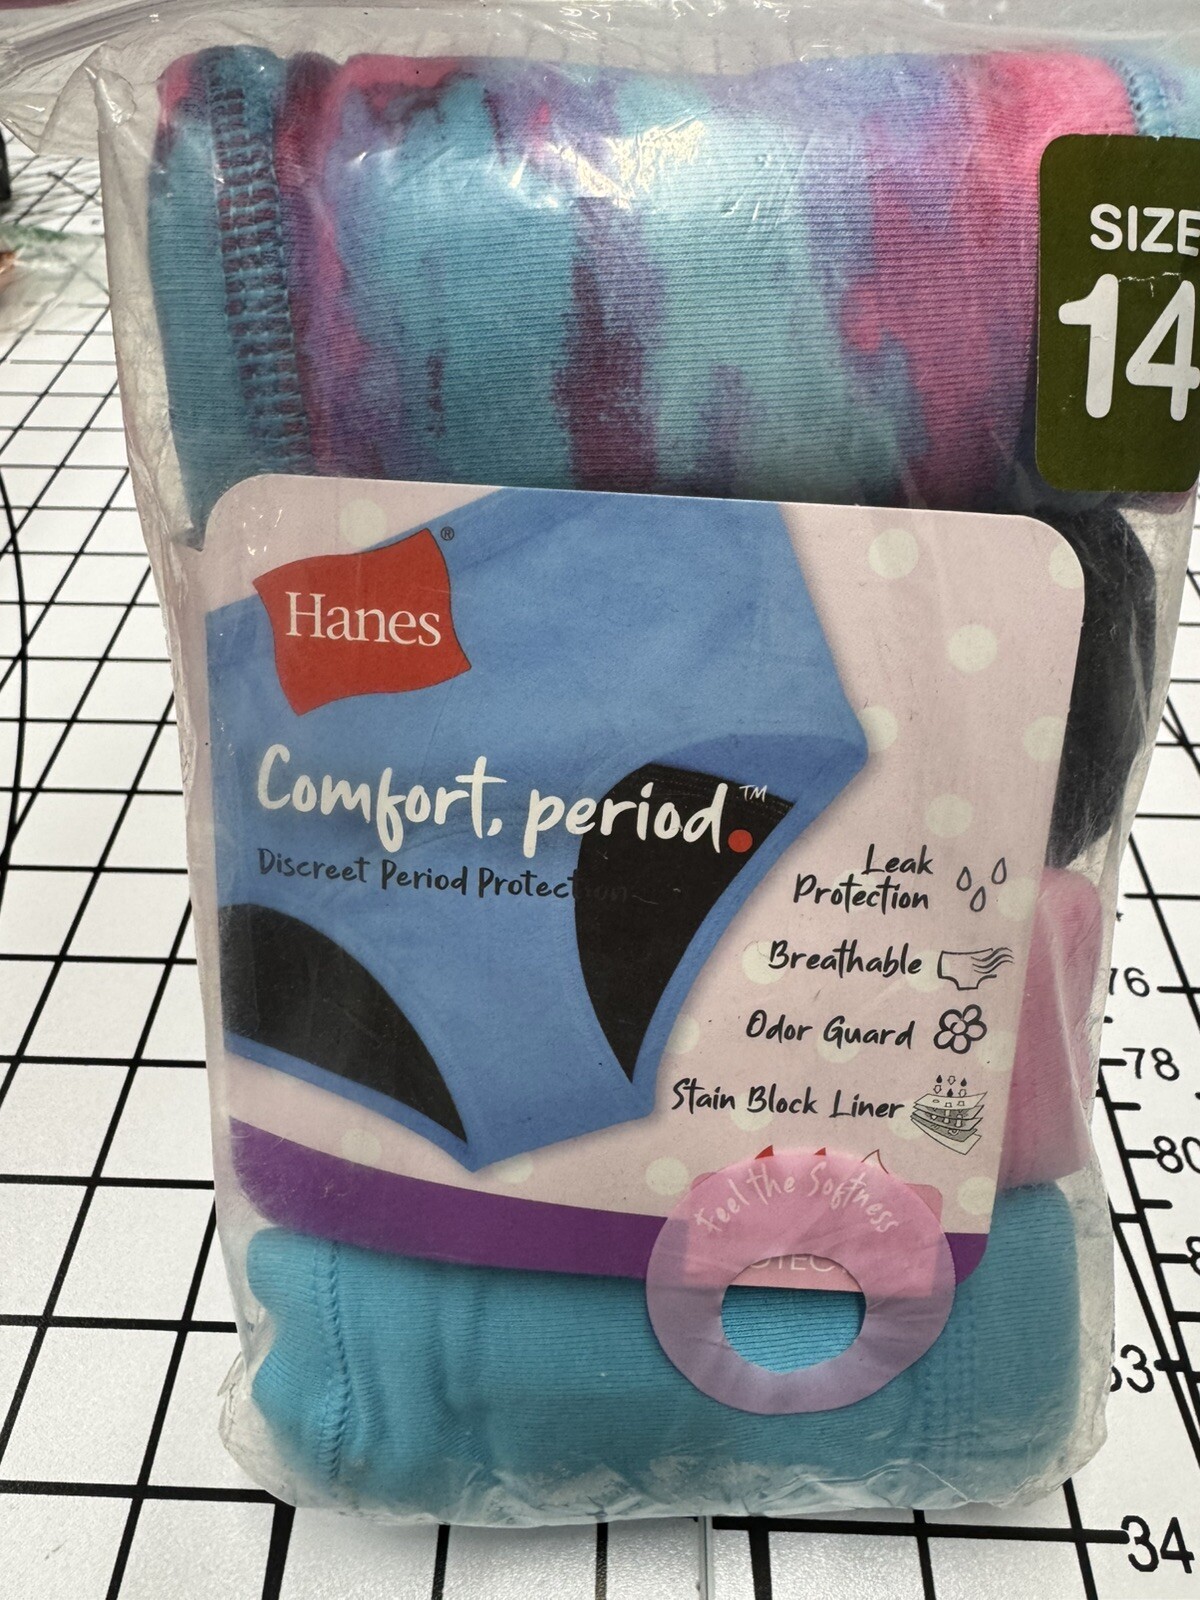 SIZE
14
Hanes®
Comfort, period.™
Discreet Period Protection
Leak
Protection
Breathable
Odor Guard
Stain Block Liner
Feel the Softness
76
78
80
34